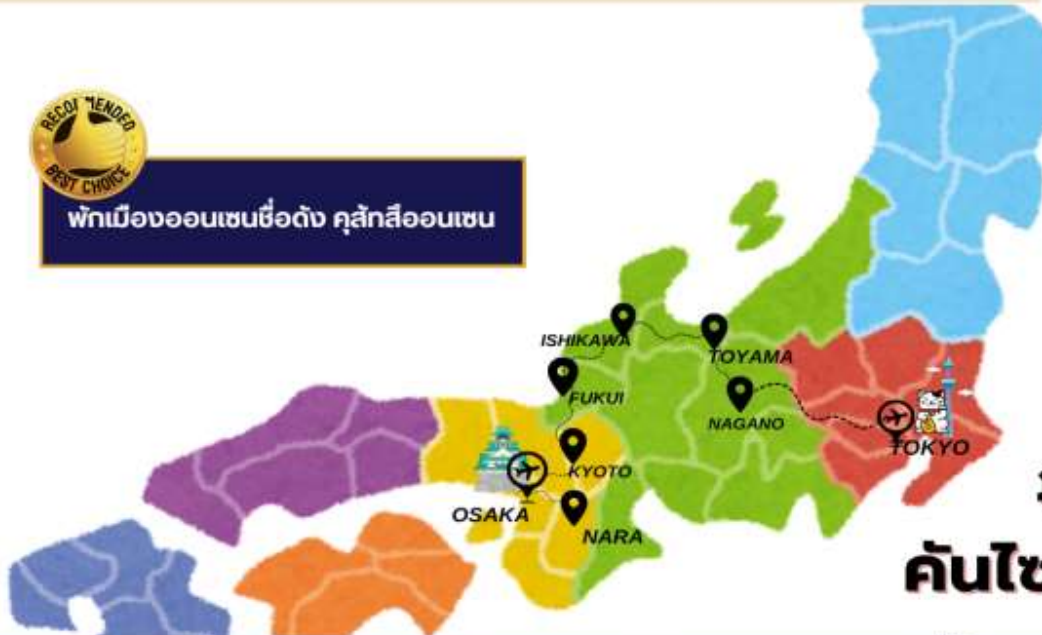 RECOMMENDED
BEST CHOICE
พักเมืองออนเซนชื่อดัง คุสัทสึออนเซน
ISHIKAWA
TOYAMA
FUKUI
NAGANO
TOKYO
KYOTO
OSAKA
NARA
คันไซ